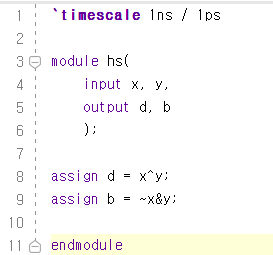 1 `timescale 1ns / 1ps
2
3 module hs(
4 input x, y,
5 output d, b
6 );
7
8 assign d = x^y;
9 assign b = ~x&y;
10
11 endmodule